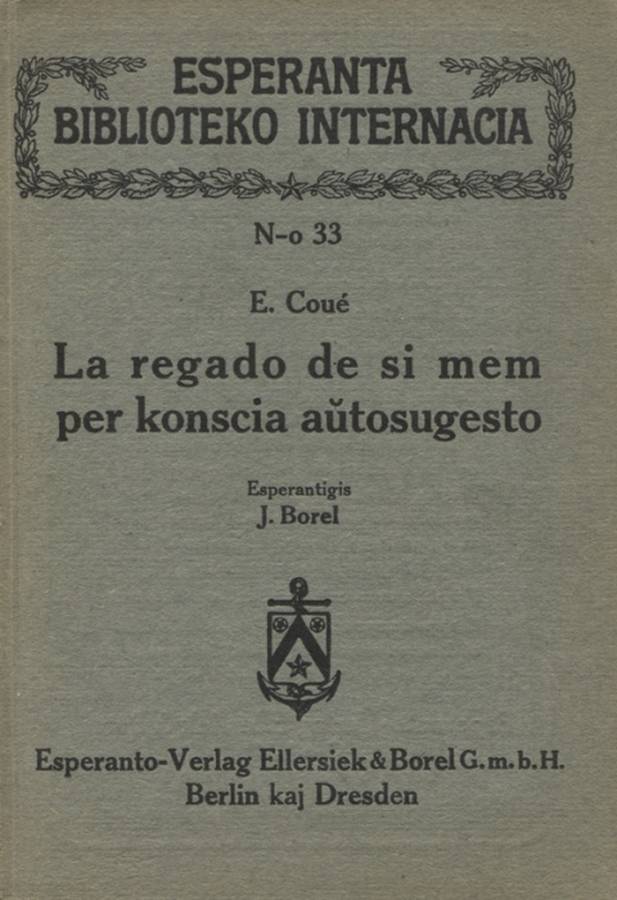 ESPERANTA
BIBLIOTEKO INTERNACIA
N-o 33
E. Coué
La regado de si mem
per konscia aŭtosugesto
Esperantigis
J. Borel
Esperanto-Verlag Ellersiek & Borel G.m.b.H.
Berlin kaj Dresden